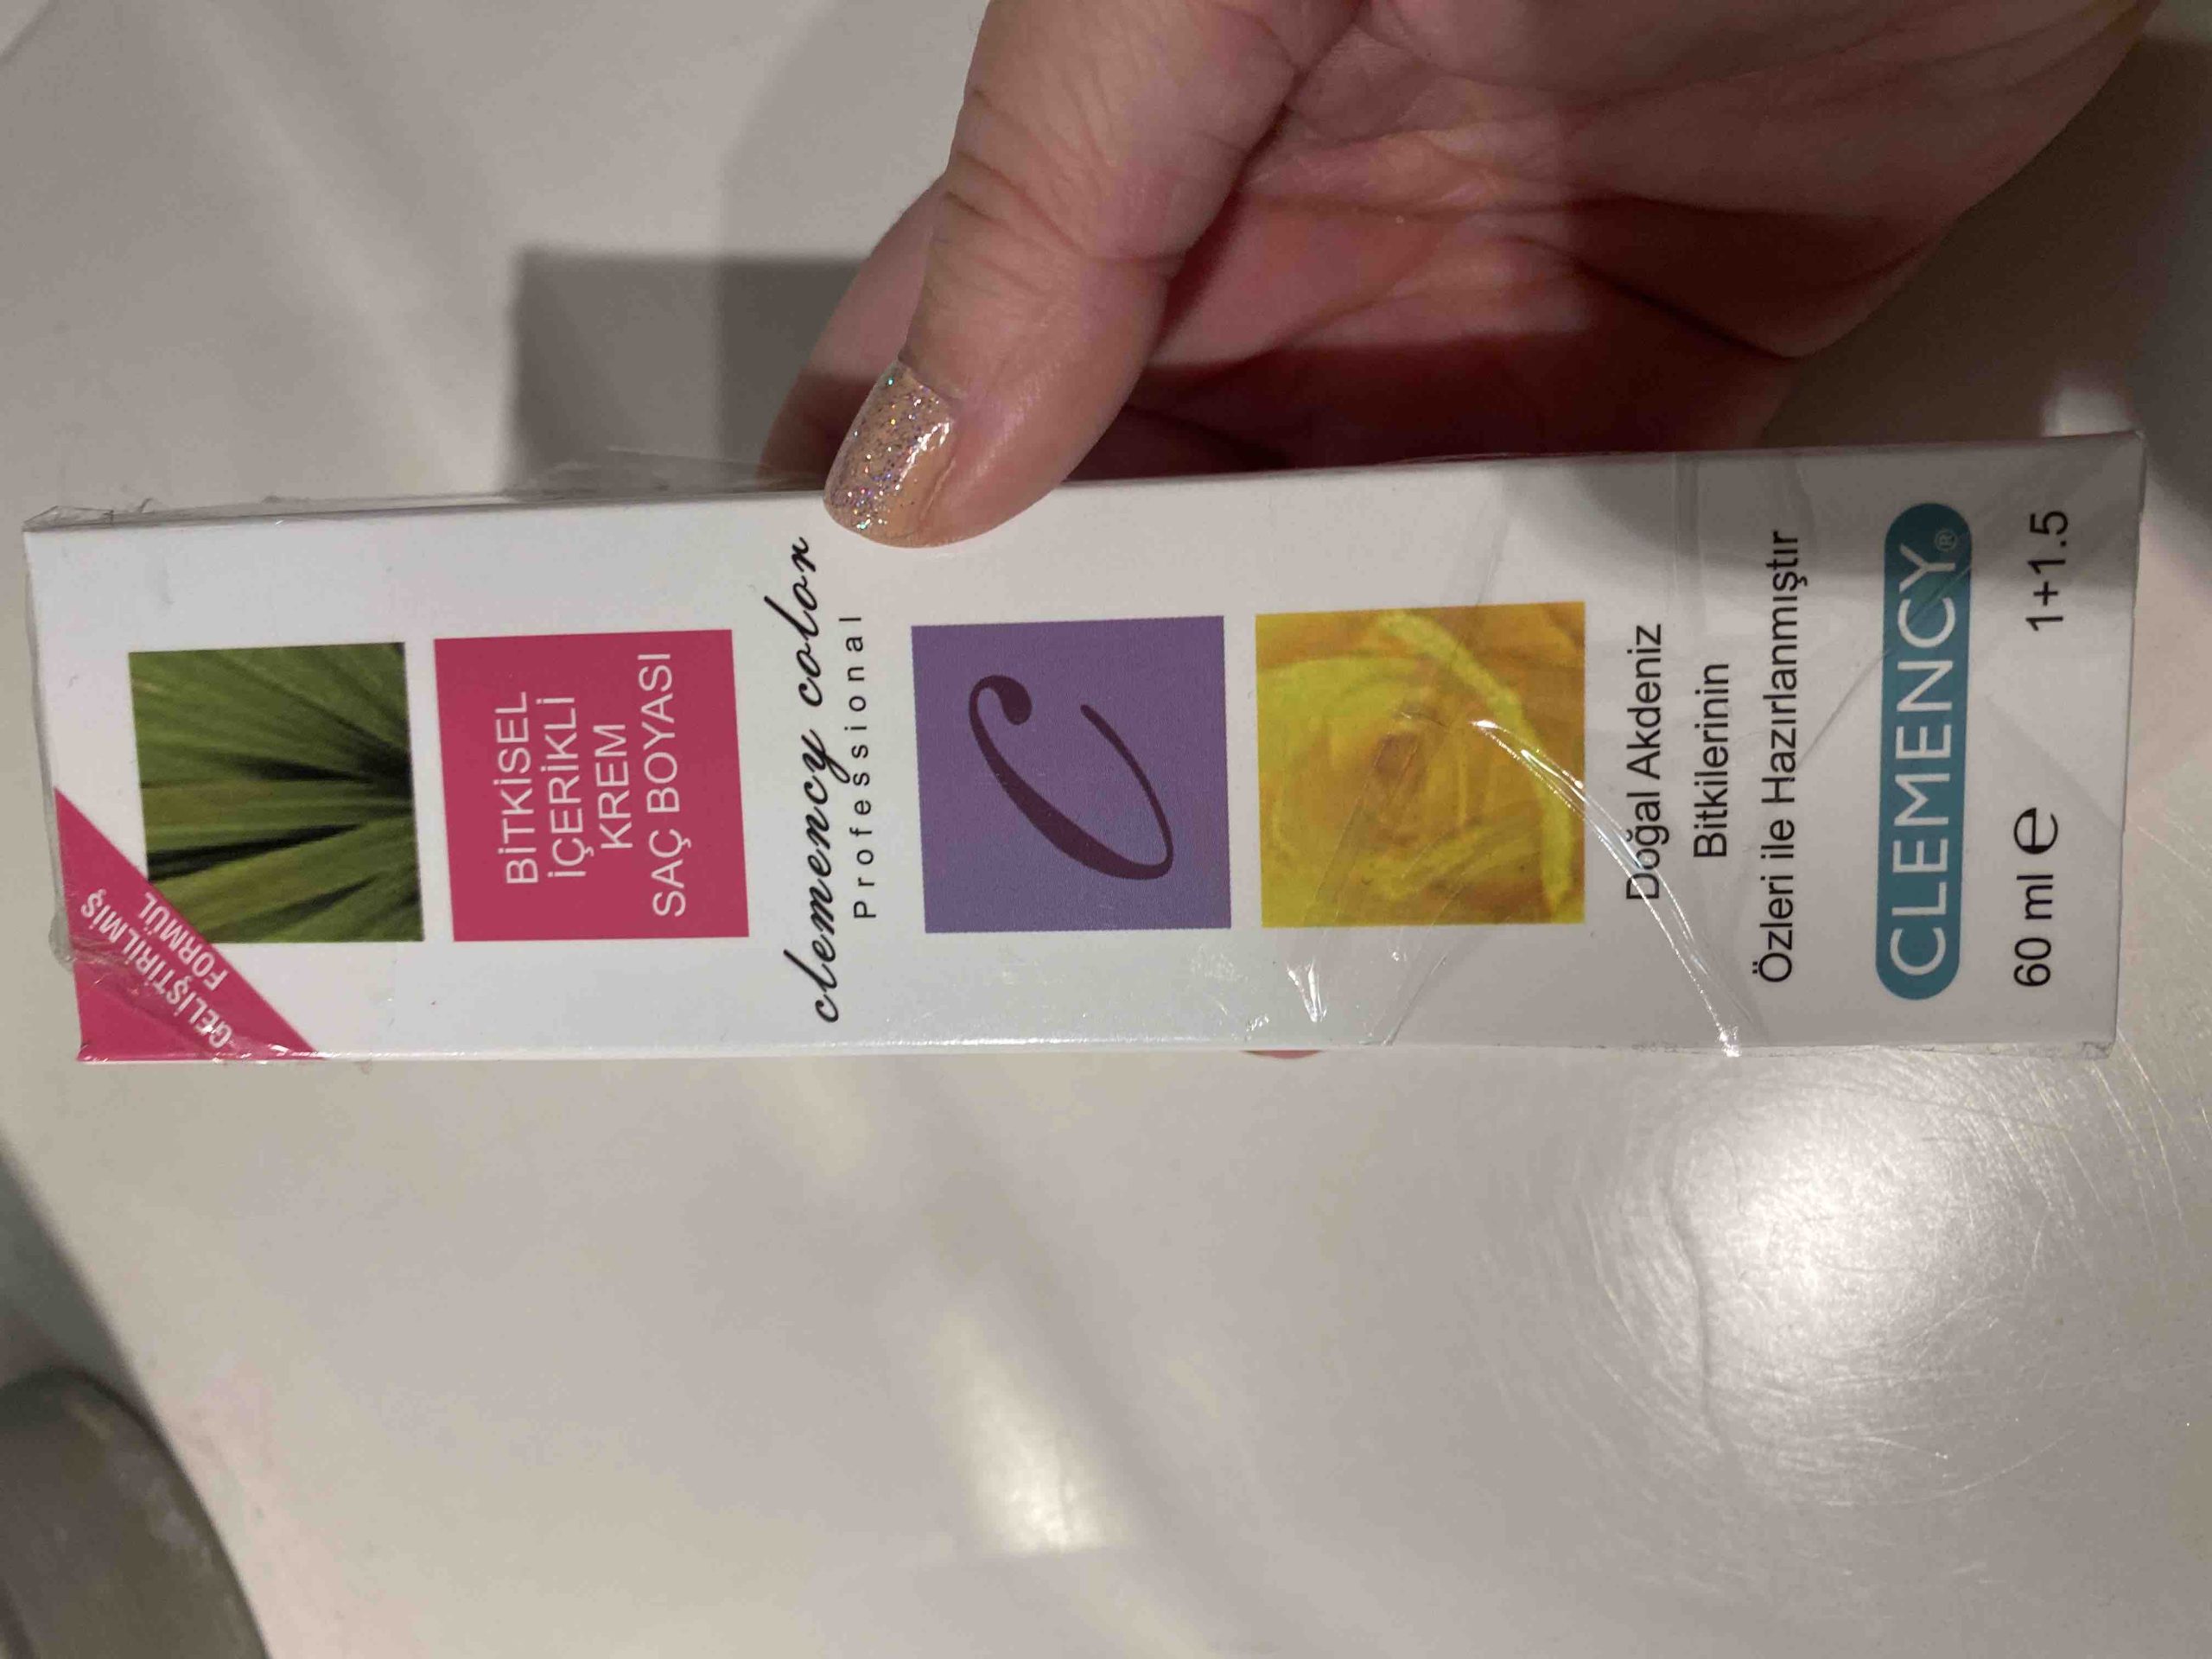 GELİŞTİRİLMİŞ
FORMÜL
BİTKİSEL
İÇERİKLİ
KREM
SAÇ BOYASI
clemency color
Professional
C
Doğal Akdeniz
Bitkilerinin
Özleri ile Hazırlanmıştır
CLEMENCY®
60 ml ℮ 1+1.5